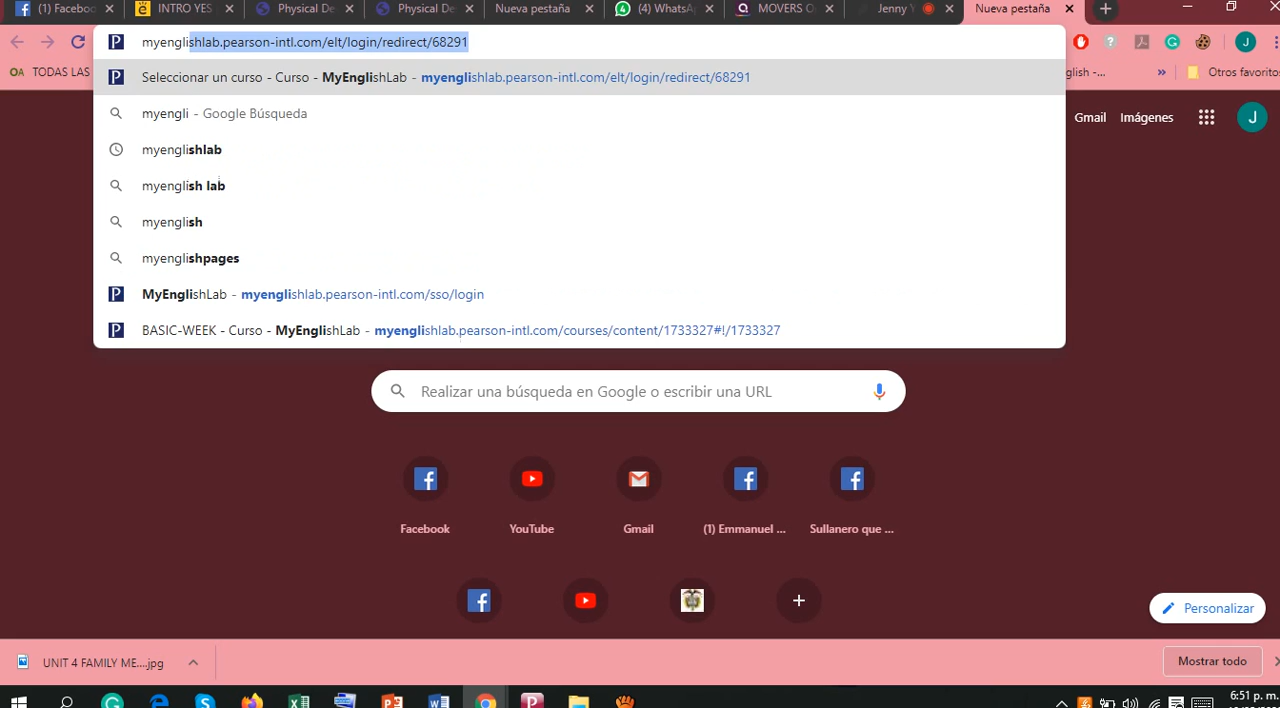 (1) Faceboo
INTRO YES
Physical De
Physical De
Nueva pestaña
(4) WhatsA
MOVERS O
Jenny
Nueva pestaña
myenglishlab.pearson-intl.com/elt/login/redirect/68291
TODAS LAS
glish -...
»
Otros favoritos
Seleccionar un curso - Curso - MyEnglishLab - myenglishlab.pearson-intl.com/elt/login/redirect/68291
myengli - Google Búsqueda
myenglishlab
myenglish lab
myenglish
myenglishpages
MyEnglishLab - myenglishlab.pearson-intl.com/sso/login
BASIC-WEEK - Curso - MyEnglishLab - myenglishlab.pearson-intl.com/courses/content/1733327#!/1733327
Gmail Imágenes J
Realizar una búsqueda en Google o escribir una URL
Facebook
YouTube
Gmail
(1) Emmanuel ...
Sullanero que ...
Personalizar
UNIT 4 FAMILY ME....jpg
Mostrar todo
6:51 p. m.